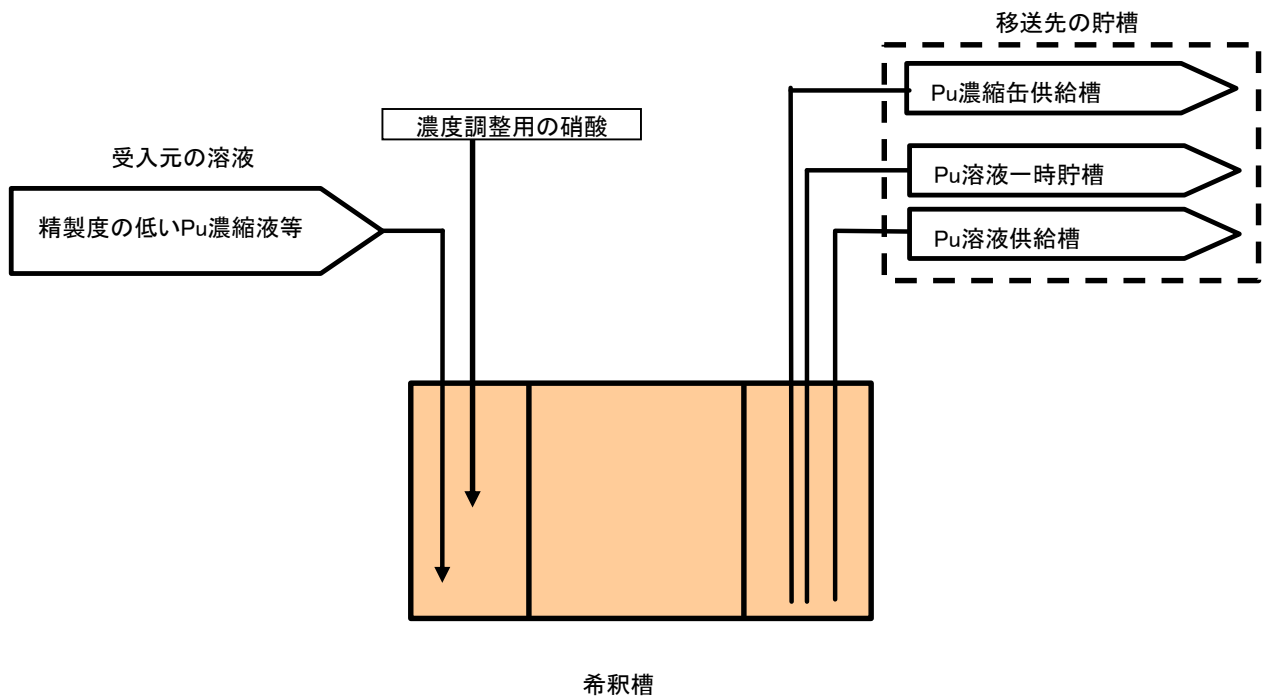 移送先の貯槽
Pu濃縮缶供給槽
濃度調整用の硝酸
受入元の溶液
Pu溶液一時貯槽
精製度の低いPu濃縮液等
Pu溶液供給槽
希釈槽